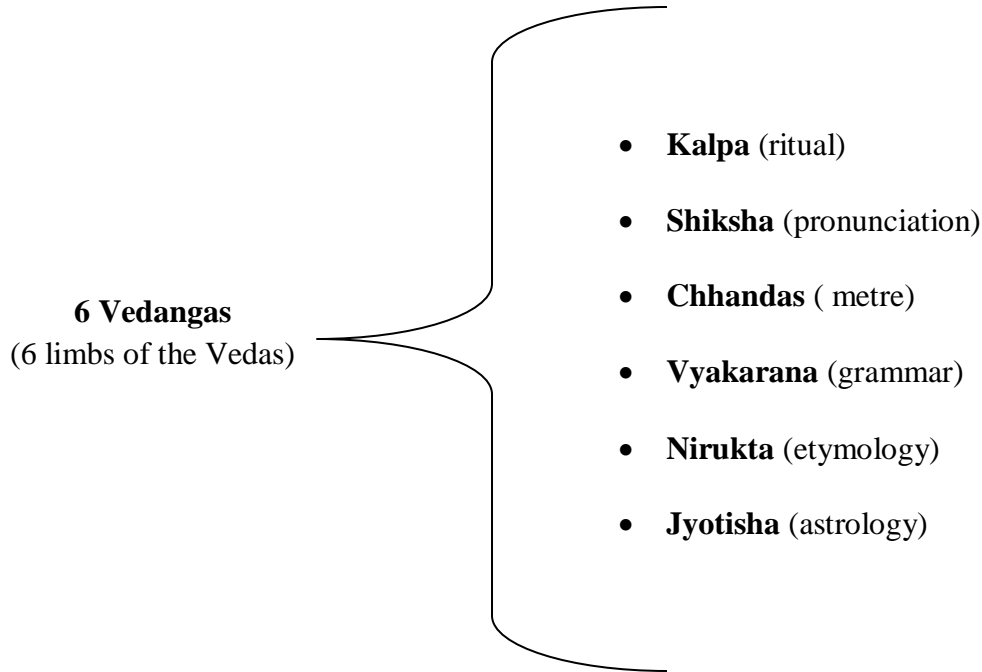 6 Vedangas
(6 limbs of the Vedas)
• Kalpa (ritual)
• Shiksha (pronunciation)
• Chhandas ( metre)
• Vyakarana (grammar)
• Nirukta (etymology)
• Jyotisha (astrology)